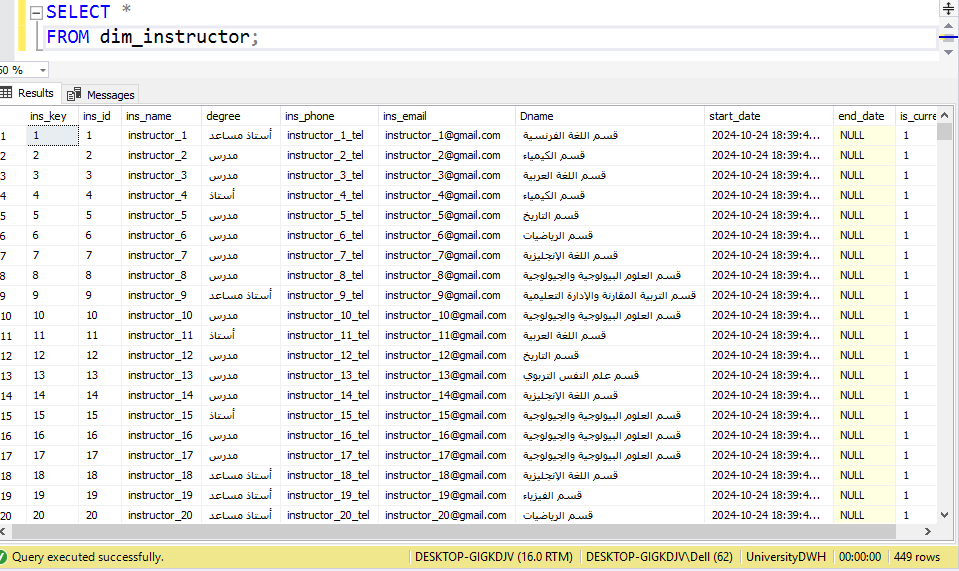 SELECT *
FROM dim_instructor;
60 %
Results Messages
ins_key ins_id ins_name degree ins_phone ins_email Dname start_date end_date is_curre
1 1 1 instructor_1 أستاذ مساعد instructor_1_tel instructor_1@gmail.com قسم اللغة الفرنسية 2024-10-24 18:39:4... NULL 1
2 2 2 instructor_2 مدرس instructor_2_tel instructor_2@gmail.com قسم الكيمياء 2024-10-24 18:39:4... NULL 1
3 3 3 instructor_3 مدرس instructor_3_tel instructor_3@gmail.com قسم اللغة العربية 2024-10-24 18:39:4... NULL 1
4 4 4 instructor_4 أستاذ instructor_4_tel instructor_4@gmail.com قسم الكيمياء 2024-10-24 18:39:4... NULL 1
5 5 5 instructor_5 مدرس instructor_5_tel instructor_5@gmail.com قسم التاريخ 2024-10-24 18:39:4... NULL 1
6 6 6 instructor_6 مدرس instructor_6_tel instructor_6@gmail.com قسم الرياضيات 2024-10-24 18:39:4... NULL 1
7 7 7 instructor_7 مدرس instructor_7_tel instructor_7@gmail.com قسم اللغة الإنجليزية 2024-10-24 18:39:4... NULL 1
8 8 8 instructor_8 مدرس instructor_8_tel instructor_8@gmail.com قسم العلوم البيولوجية والجيولوجية 2024-10-24 18:39:4... NULL 1
9 9 9 instructor_9 أستاذ مساعد instructor_9_tel instructor_9@gmail.com قسم التربية المقارنة والإدارة التعليمية 2024-10-24 18:39:4... NULL 1
10 10 10 instructor_10 مدرس instructor_10_tel instructor_10@gmail.com قسم العلوم البيولوجية والجيولوجية 2024-10-24 18:39:4... NULL 1
11 11 11 instructor_11 أستاذ instructor_11_tel instructor_11@gmail.com قسم اللغة العربية 2024-10-24 18:39:4... NULL 1
12 12 12 instructor_12 مدرس instructor_12_tel instructor_12@gmail.com قسم التاريخ 2024-10-24 18:39:4... NULL 1
13 13 13 instructor_13 مدرس instructor_13_tel instructor_13@gmail.com قسم علم النفس التربوي 2024-10-24 18:39:4... NULL 1
14 14 14 instructor_14 مدرس instructor_14_tel instructor_14@gmail.com قسم اللغة الإنجليزية 2024-10-24 18:39:4... NULL 1
15 15 15 instructor_15 أستاذ instructor_15_tel instructor_15@gmail.com قسم العلوم البيولوجية والجيولوجية 2024-10-24 18:39:4... NULL 1
16 16 16 instructor_16 مدرس instructor_16_tel instructor_16@gmail.com قسم العلوم البيولوجية والجيولوجية 2024-10-24 18:39:4... NULL 1
17 17 17 instructor_17 مدرس instructor_17_tel instructor_17@gmail.com قسم العلوم البيولوجية والجيولوجية 2024-10-24 18:39:4... NULL 1
18 18 18 instructor_18 أستاذ مساعد instructor_18_tel instructor_18@gmail.com قسم اللغة الإنجليزية 2024-10-24 18:39:4... NULL 1
19 19 19 instructor_19 أستاذ مساعد instructor_19_tel instructor_19@gmail.com قسم الفيزياء 2024-10-24 18:39:4... NULL 1
20 20 20 instructor_20 أستاذ مساعد instructor_20_tel instructor_20@gmail.com قسم الرياضيات 2024-10-24 18:39:4... NULL 1
Query executed successfully. DESKTOP-GIGKDJV (16.0 RTM) DESKTOP-GIGKDJV\Dell (62) UniversityDWH 00:00:00 449 rows